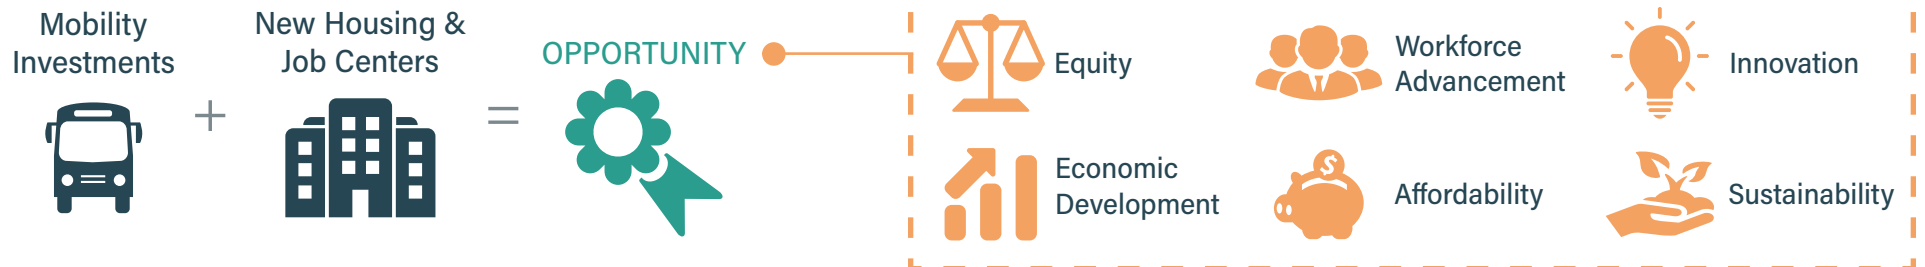 Mobility
Investments
+
New Housing &
Job Centers
=
OPPORTUNITY
Equity
Workforce
Advancement
Innovation
Economic
Development
$
Affordability
Sustainability